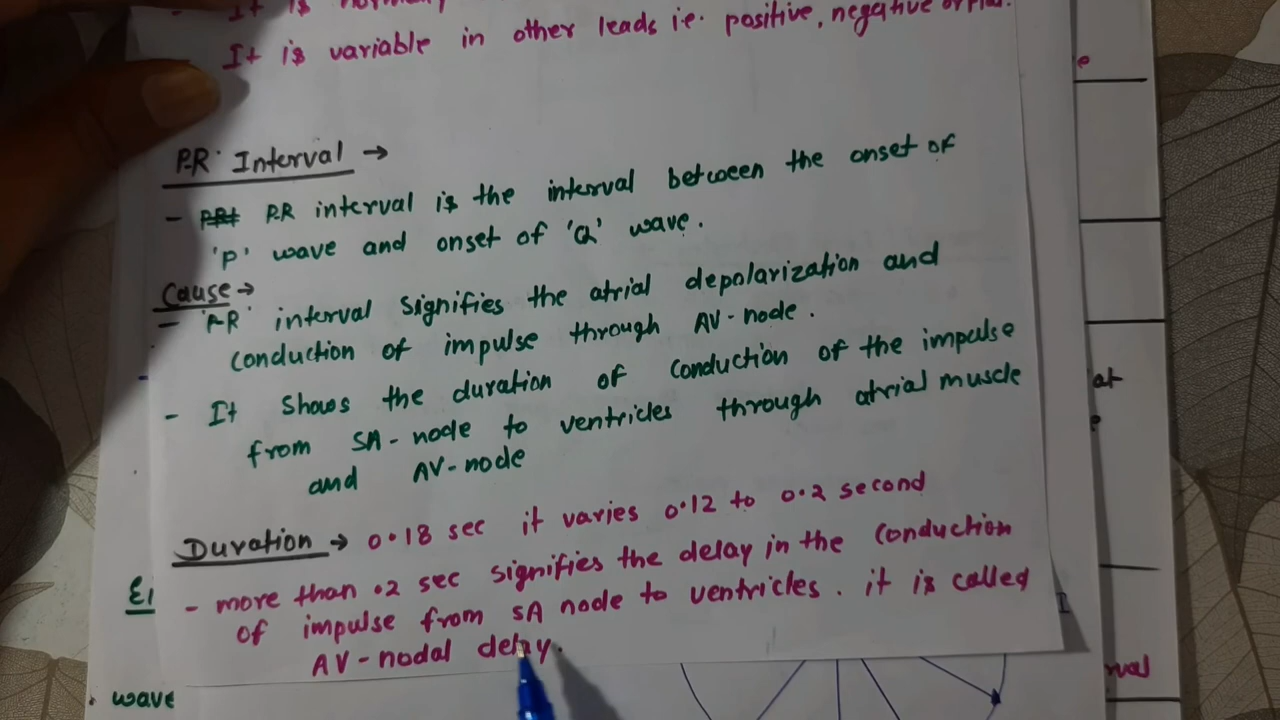 It is
It is variable in other leads i.e. positive, negative or
e
P-R Interval →
- P.R interval is the interval between the onset of
'P' wave and onset of 'Q' wave.
Cause →
- 'P-R' interval signifies the atrial depolarization and
conduction of impulse through AV-node.
- It shows the duration of conduction of the impulse
from SA-node to ventricles through atrial muscle
and AV-node
at
e
Duration → 0.18 sec it varies 0.12 to 0.2 second
- more than .2 sec signifies the delay in the conduction
of impulse from SA node to ventricles. it is called
AV-nodal delay.
wave